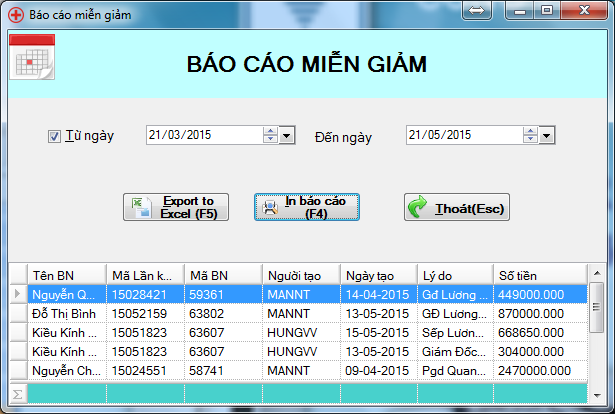 Báo cáo miễn giảm
BÁO CÁO MIỄN GIẢM
Từ ngày 21/03/2015 Đến ngày 21/05/2015
Export to
Excel (F5)
In báo cáo
(F4)
Thoát(Esc)
Tên BN Mã Lần k... Mã BN Người tạo Ngày tạo Lý do Số tiền
Nguyễn Q... 15028421 59361 MANNT 14-04-2015 Gđ Lương ... 449000.000
Đỗ Thị Bình 15052159 63802 MANNT 13-05-2015 GĐ Lương ... 870000.000
Kiều Kính ... 15051823 63607 HUNGVV 15-05-2015 Sếp Lươn... 668650.000
Kiều Kính ... 15051823 63607 HUNGVV 13-05-2015 Giám Đốc... 304000.000
Nguyễn Ch... 15024551 58741 MANNT 09-04-2015 Pgd Quan... 2470000.000
Σ